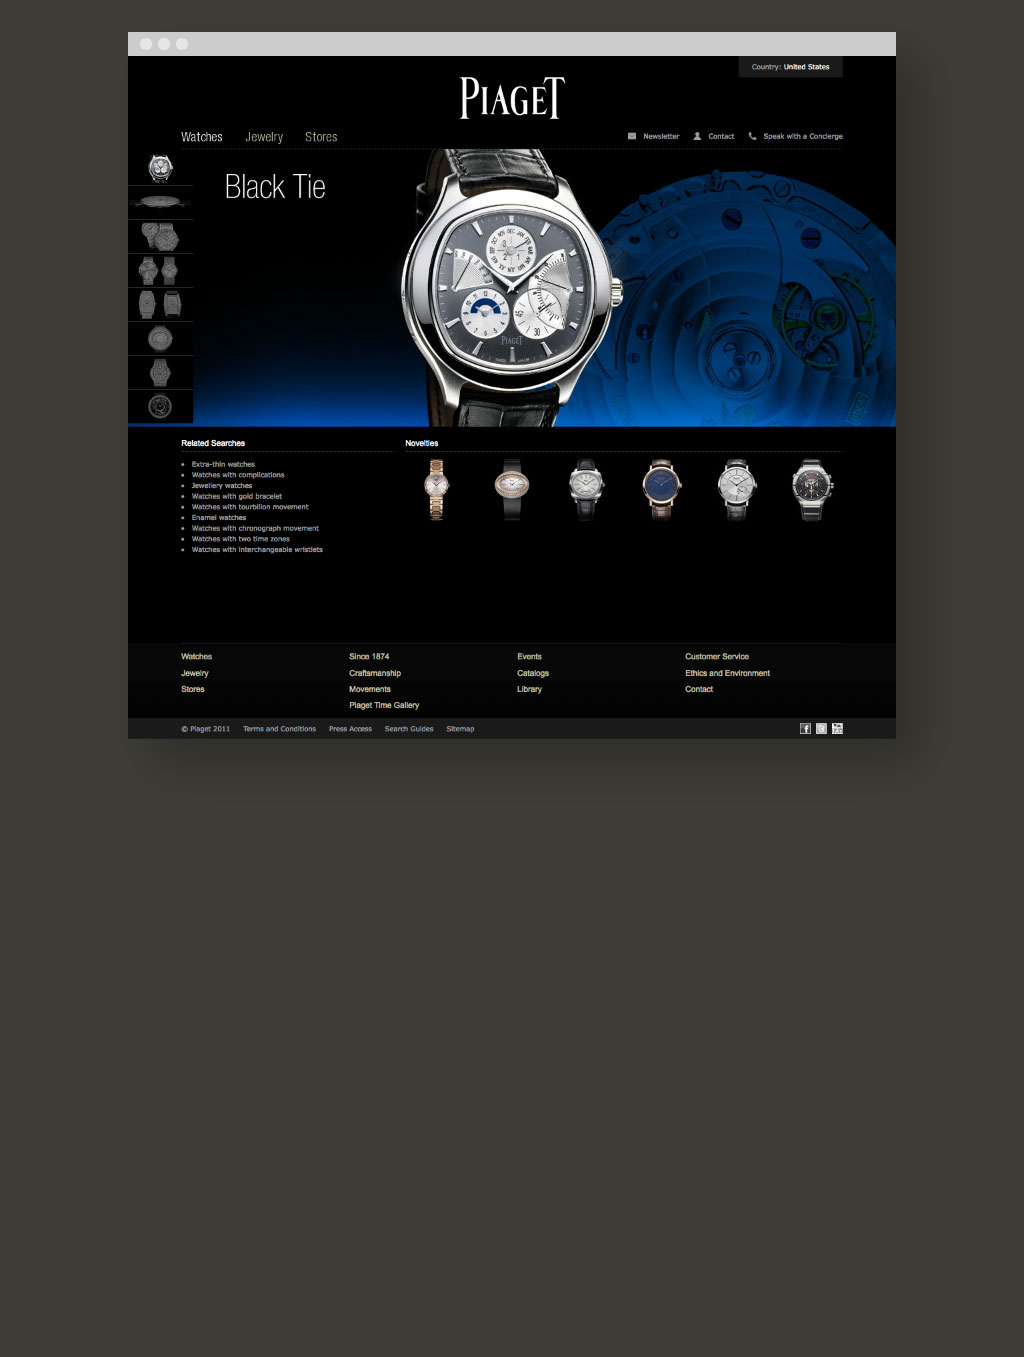 Country: United States
PIAGET
Watches Jewelry Stores
Newsletter Contact Speak with a Concierge
Black Tie
PIAGET
Related Searches
Extra-thin watches
Watches with complications
Jewellery watches
Watches with gold bracelet
Watches with tourbillon movement
Enamel watches
Watches with chronograph movement
Watches with two time zones
Watches with interchangeable wristlets
Novelties
Watches Since 1874 Events Customer Service
Jewelry Craftsmanship Catalogs Ethics and Environment
Stores Movements Library Contact
Piaget Time Gallery
© Piaget 2011 Terms and Conditions Press Access Search Guides Sitemap